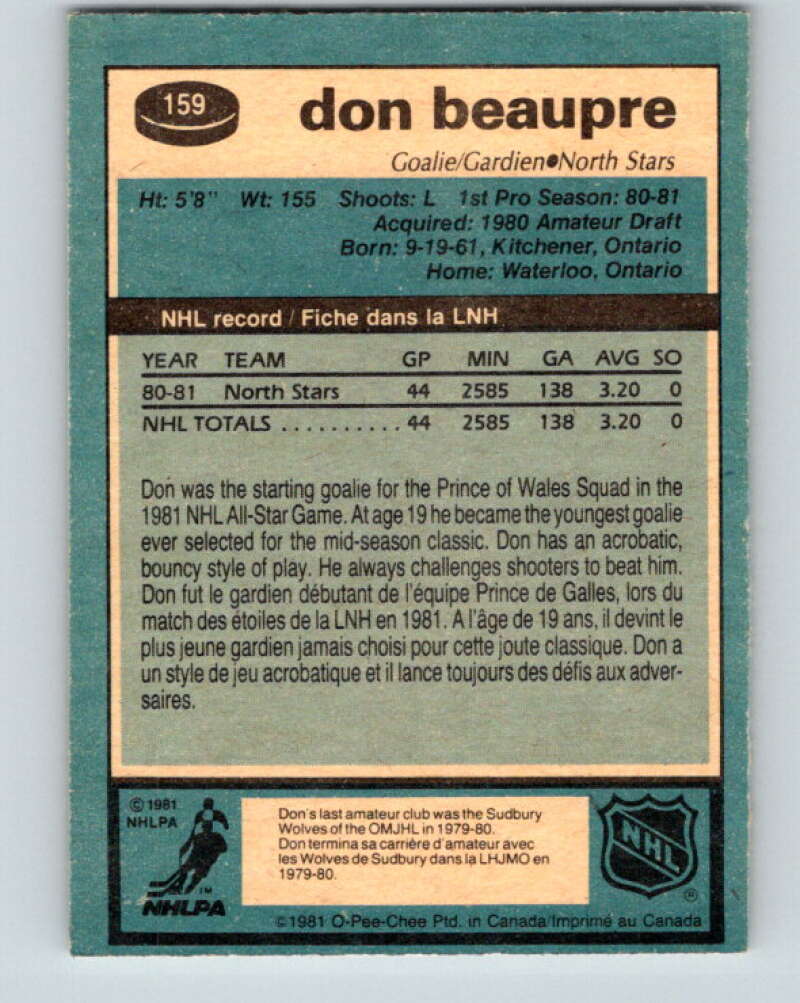 159
don beaupre
Goalie/Gardien●North Stars
Ht: 5'8" Wt: 155 Shoots: L 1st Pro Season: 80-81
Acquired: 1980 Amateur Draft
Born: 9-19-61, Kitchener, Ontario
Home: Waterloo, Ontario
NHL record / Fiche dans la LNH
YEAR TEAM GP MIN GA AVG SO
80-81 North Stars 44 2585 138 3.20 0
NHL TOTALS . . . . . . . . . . 44 2585 138 3.20 0
Don was the starting goalie for the Prince of Wales Squad in the
1981 NHL All-Star Game. At age 19 he became the youngest goalie
ever selected for the mid-season classic. Don has an acrobatic,
bouncy style of play. He always challenges shooters to beat him.
Don fut le gardien débutant de l'équipe Prince de Galles, lors du
match des étoiles de la LNH en 1981. A l'âge de 19 ans, il devint le
plus jeune gardien jamais choisi pour cette joute classique. Don a
un style de jeu acrobatique et il lance toujours des défis aux adver-
saires.
© 1981
NHLPA
TM
NHLPA
Don's last amateur club was the Sudbury
Wolves of the OMJHL in 1979-80.
Don termina sa carrière d'amateur avec
les Wolves de Sudbury dans la LHJMO en
1979-80.
NHL
®
© 1981 O-Pee-Chee Ptd. in Canada/Imprimé au Canada